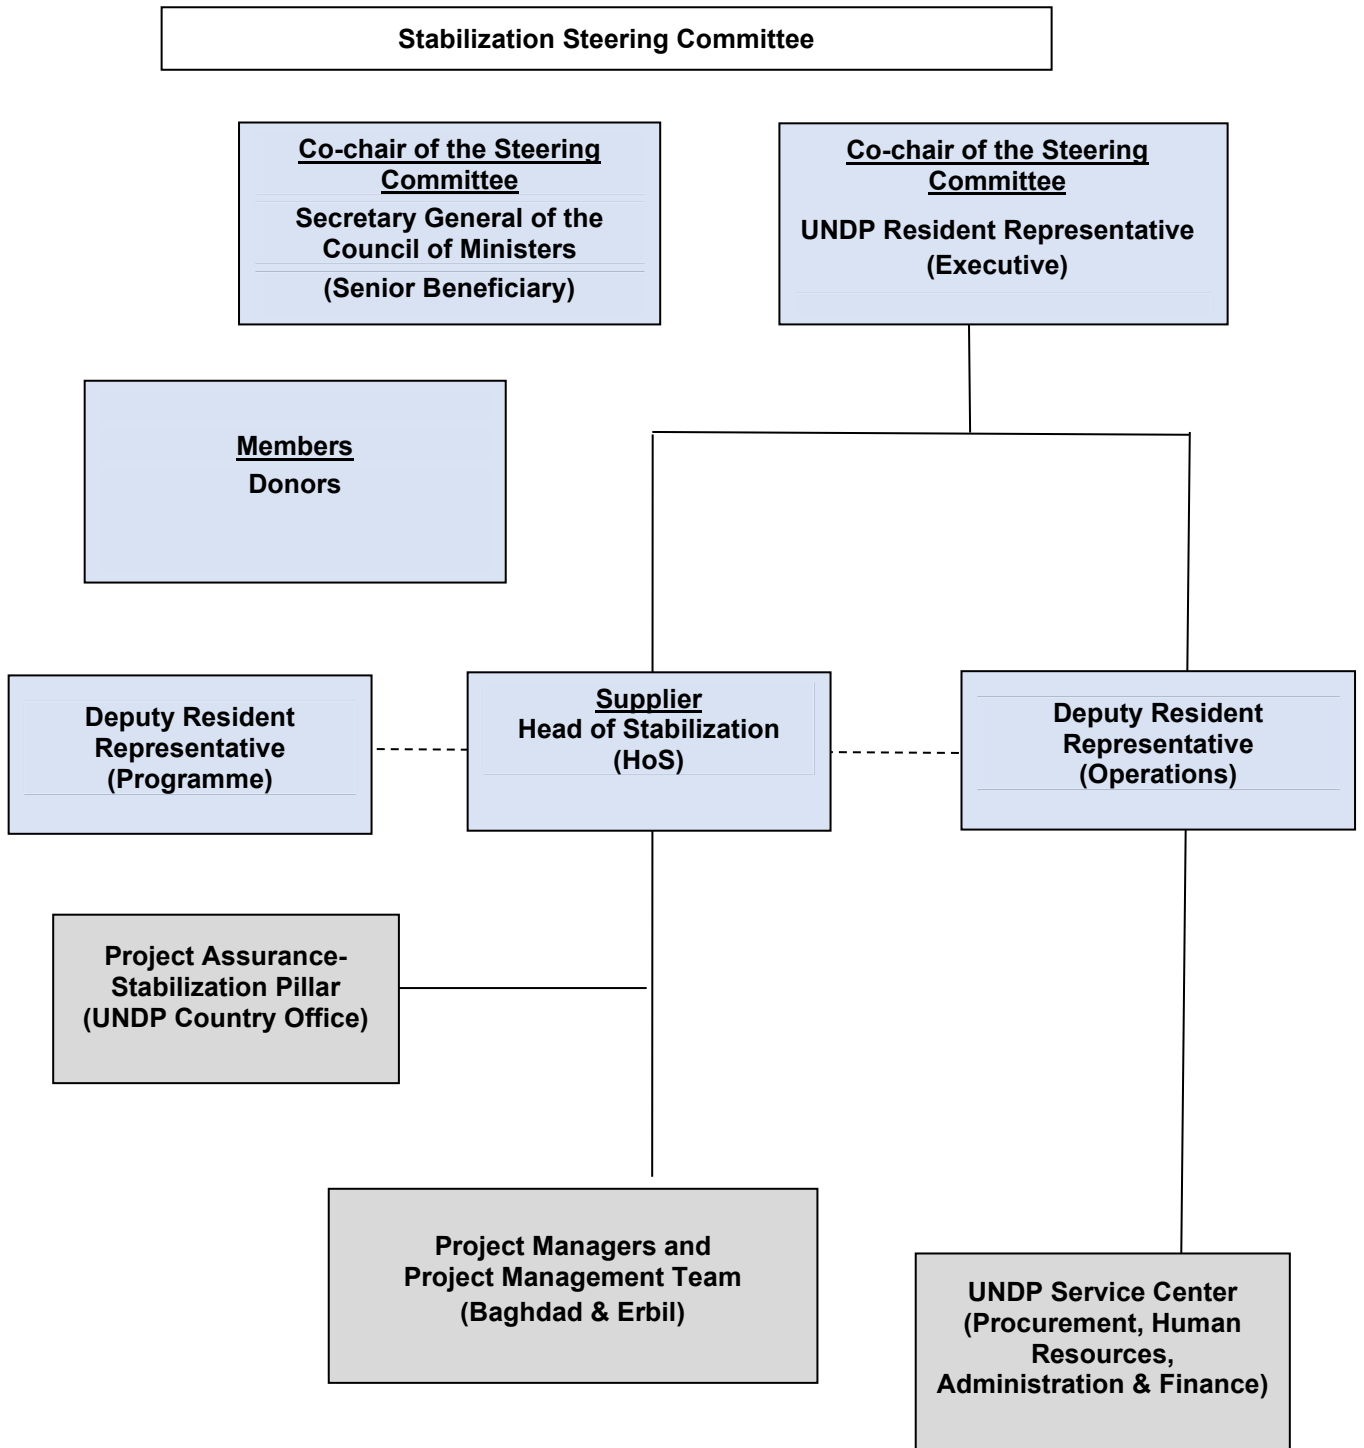 Stabilization Steering Committee
Co-chair of the Steering
Committee
Secretary General of the
Council of Ministers
(Senior Beneficiary)
Co-chair of the Steering
Committee
UNDP Resident Representative
(Executive)
Members
Donors
Deputy Resident
Representative
(Programme)
Supplier
Head of Stabilization
(HoS)
Deputy Resident
Representative
(Operations)
Project Assurance-
Stabilization Pillar
(UNDP Country Office)
Project Managers and
Project Management Team
(Baghdad & Erbil)
UNDP Service Center
(Procurement, Human
Resources,
Administration & Finance)